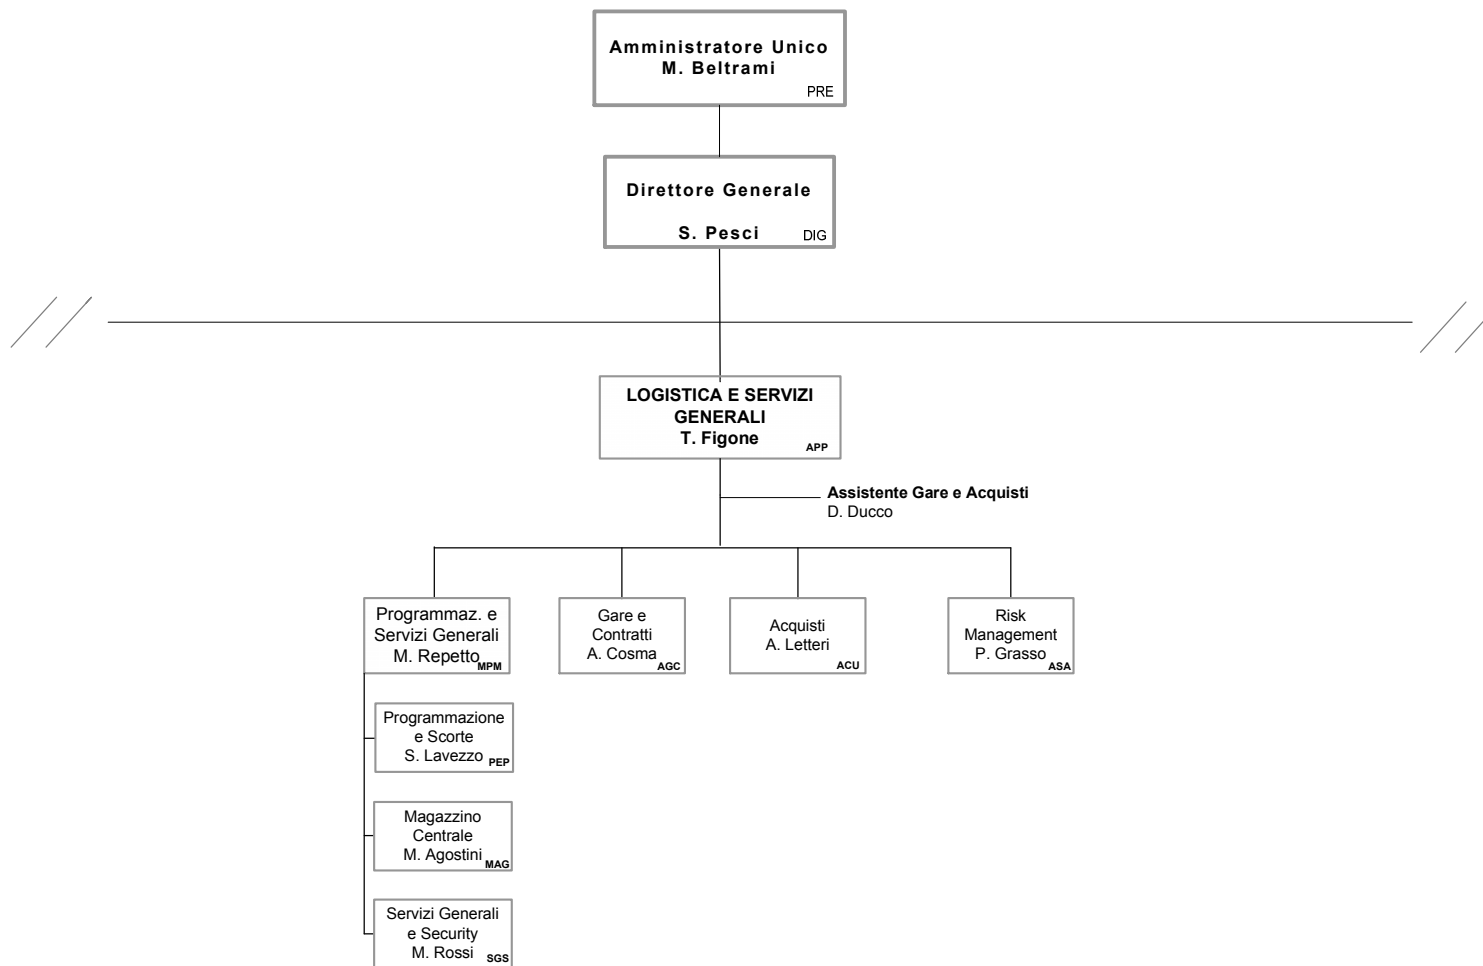 Amministratore Unico
M. Beltrami
PRE
Direttore Generale
S. Pesci DIG
LOGISTICA E SERVIZI
GENERALI
T. Figone APP
Assistente Gare e Acquisti
D. Ducco
Programmaz. e
Servizi Generali
M. Repetto MPM
Gare e
Contratti
A. Cosma AGC
Acquisti
A. Letteri
ACU
Risk
Management
P. Grasso ASA
Programmazione
e Scorte
S. Lavezzo PEP
Magazzino
Centrale
M. Agostini MAG
Servizi Generali
e Security
M. Rossi SGS